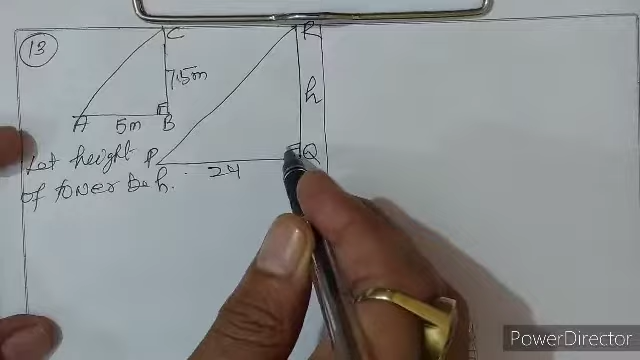 13
C
R
7.5m
h
A
5m
B
Let height P
Q
of tower be h.
24
PowerDirector